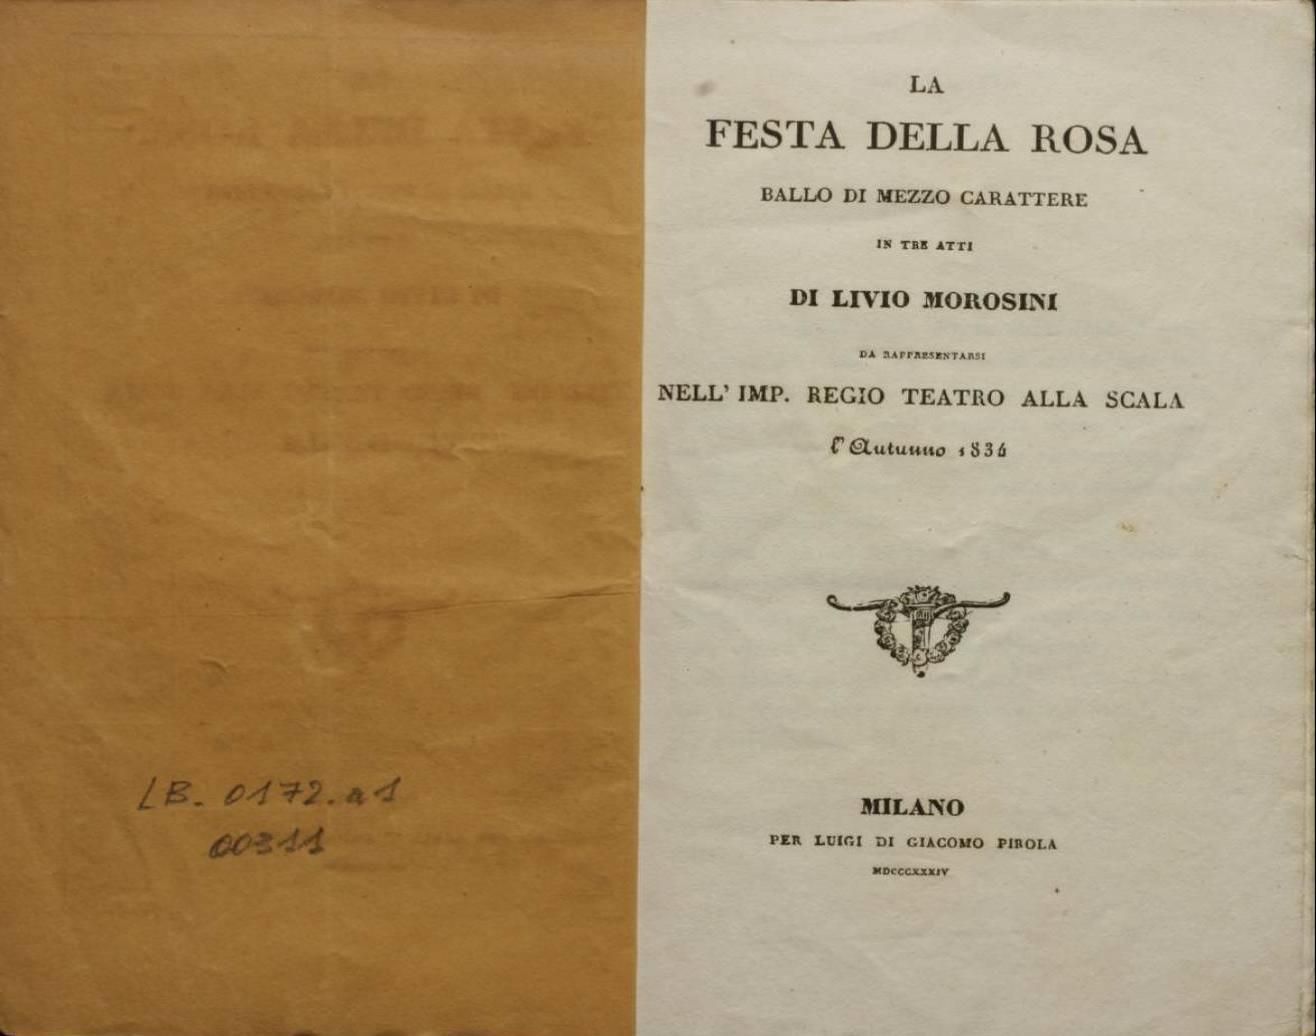 LB. 0172.a1
00311
LA
FESTA DELLA ROSA
BALLO DI MEZZO CARATTERE
IN TRE ATTI
DI LIVIO MOROSINI
DA RAPPRESENTARSI
NELL' IMP. REGIO TEATRO ALLA SCALA
l'Autunno 1834
MILANO
PER LUIGI DI GIACOMO PIROLA
MDCCCXXXIV